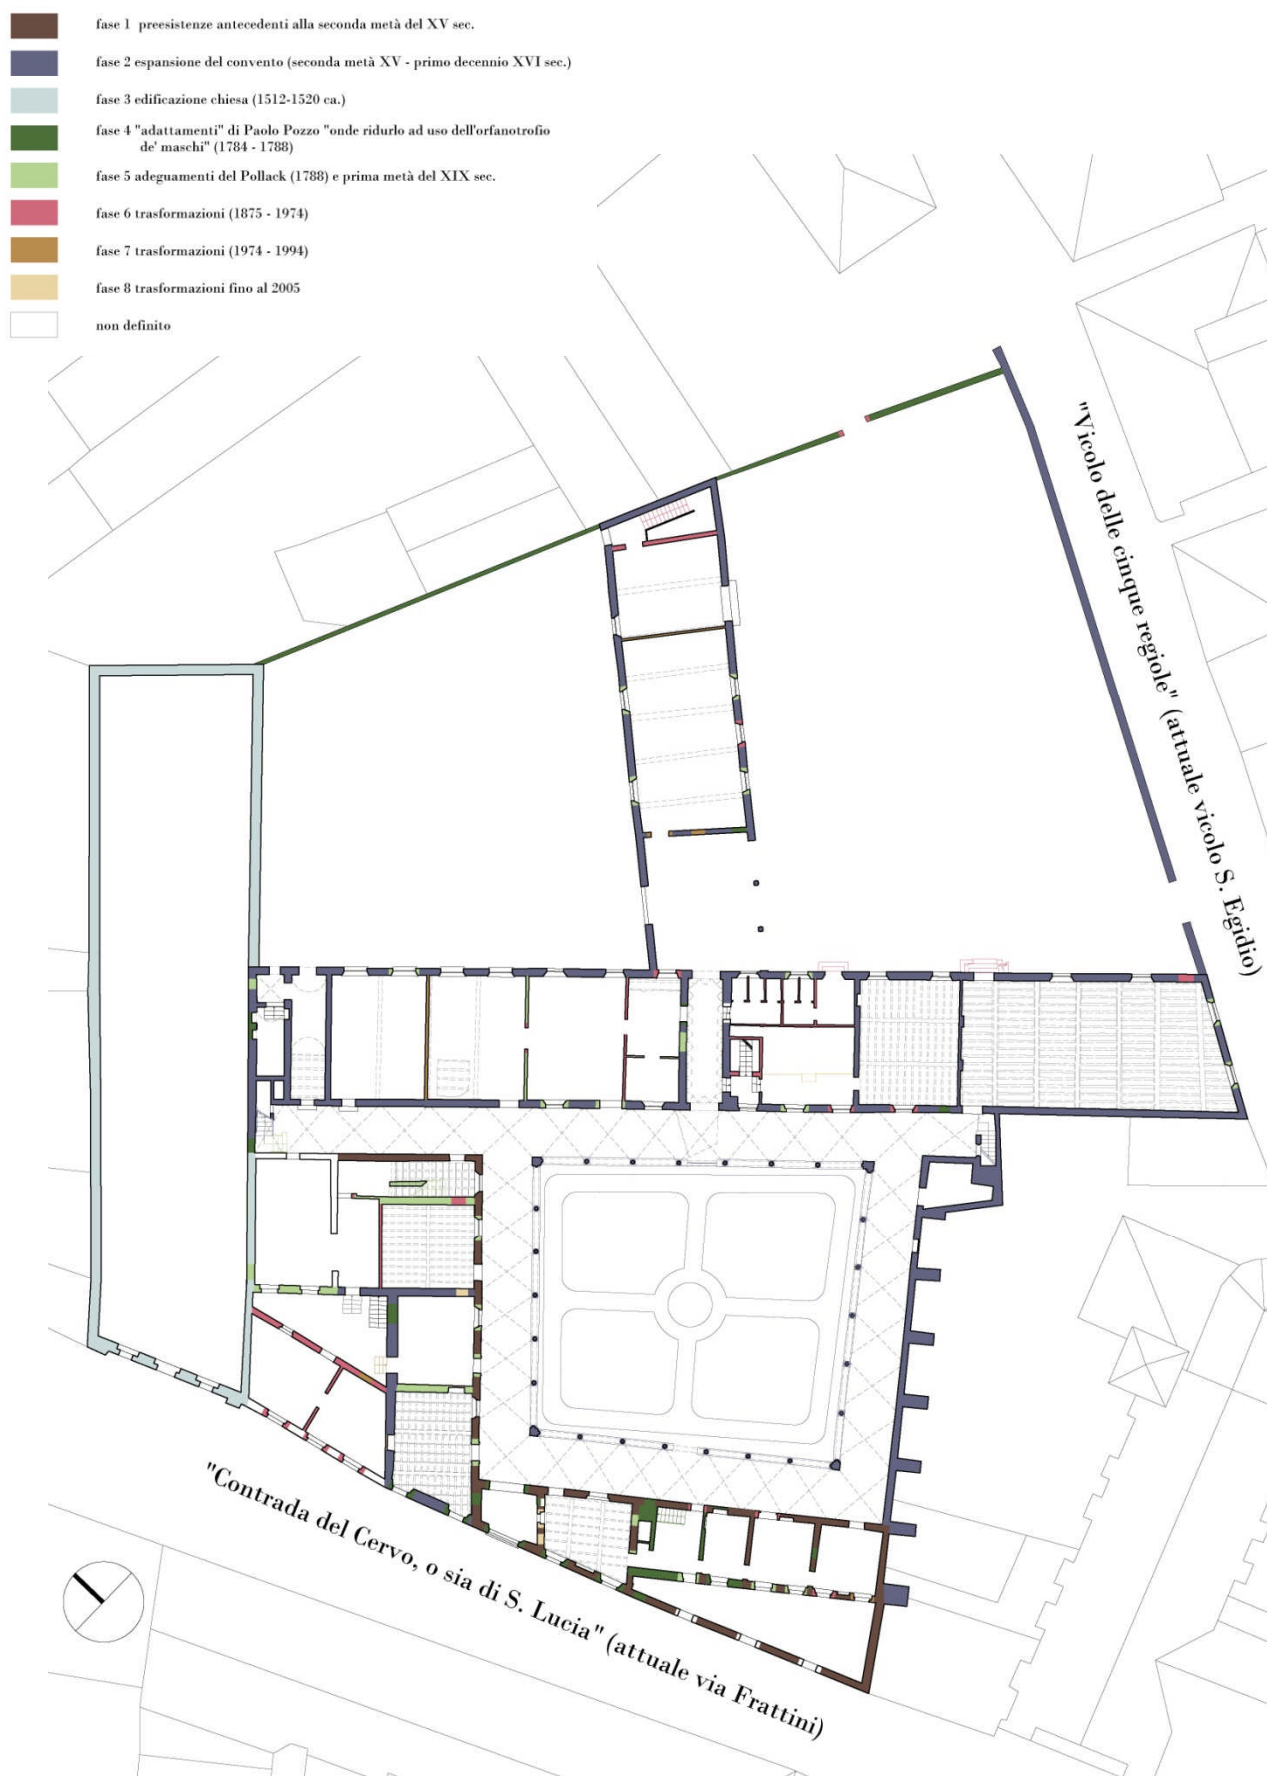 fase 1 preesistenze antecedenti alla seconda metà del XV sec.
fase 2 espansione del convento (seconda metà XV - primo decennio XVI sec.)
fase 3 edificazione chiesa (1512-1520 ca.)
fase 4 "adattamenti" di Paolo Pozzo "onde ridurlo ad uso dell'orfanotrofio
de' maschi" (1784 - 1788)
fase 5 adeguamenti del Pollack (1788) e prima metà del XIX sec.
fase 6 trasformazioni (1875 - 1974)
fase 7 trasformazioni (1974 - 1994)
fase 8 trasformazioni fino al 2005
non definito
"Vicolo delle cinque regiole" (attuale vicolo S. Egidio)
"Contrada del Cervo, o sia di S. Lucia" (attuale via Frattini)